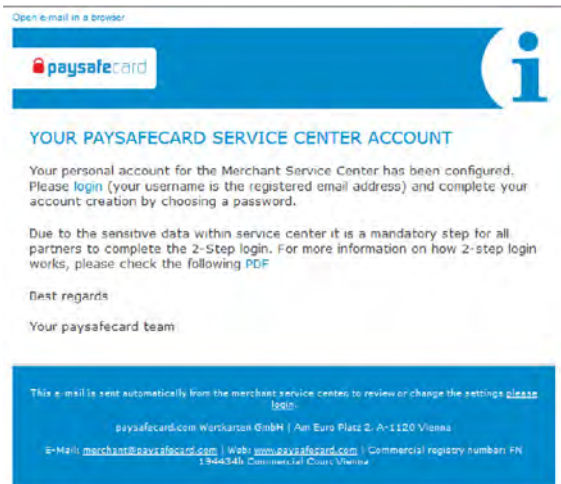 Open e-mail in a browser
paysafecard
YOUR PAYSAFECARD SERVICE CENTER ACCOUNT
Your personal account for the Merchant Service Center has been configured.
Please login (your username is the registered email address) and complete your
account creation by choosing a password.
Due to the sensitive data within service center it is a mandatory step for all
partners to complete the 2-Step login. For more information on how 2-step login
works, please check the following PDF
Best regards
Your paysafecard team
This e-mail is sent automatically from the merchant service center, to review or change the settings please
login.
paysafecard.com Wertkarten GmbH | Am Euro Platz 2, A-1120 Vienna
E-Mail: merchant@paysafecard.com | Web: www.paysafecard.com | Commercial registry number: FN
194434h Commercial Court Vienna